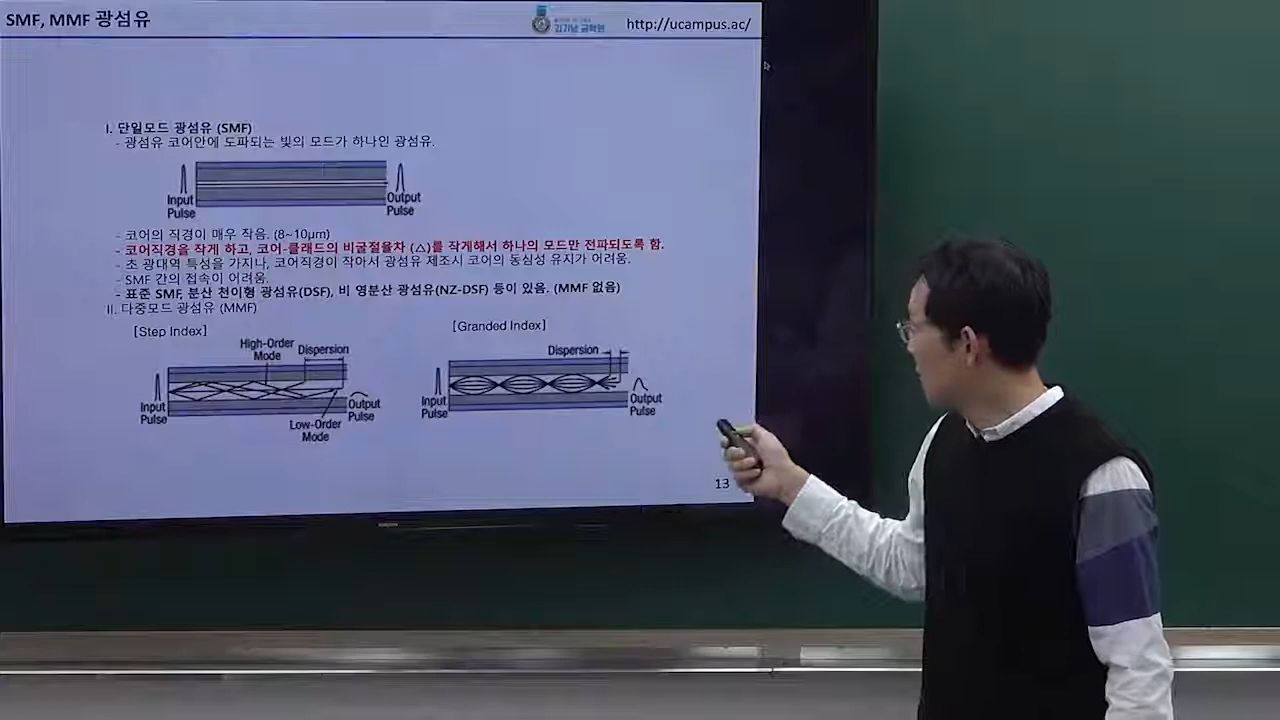 SMF, MMF 광섬유
김기남 공학원
http://ucampus.ac/
I. 단일모드 광섬유 (SMF)
- 광섬유 코어안에 도파되는 빛의 모드가 하나인 광섬유.
Input
Pulse
Output
Pulse
- 코어의 직경이 매우 작음. (8~10μm)
- 코어직경을 작게 하고, 코어-클래드의 비굴절율차 (△)를 작게해서 하나의 모드만 전파되도록 함.
- 초 광대역 특성을 가지나, 코어직경이 작아서 광섬유 제조시 코어의 동심성 유지가 어려움.
- SMF 간의 접속이 어려움.
- 표준 SMF, 분산 천이형 광섬유(DSF), 비 영분산 광섬유(NZ-DSF) 등이 있음. (MMF 없음)
II. 다중모드 광섬유 (MMF)
[Step Index]
High-Order
Mode
Dispersion
Input
Pulse
Output
Pulse
Low-Order
Mode
[Granded Index]
Dispersion
Input
Pulse
Output
Pulse
13